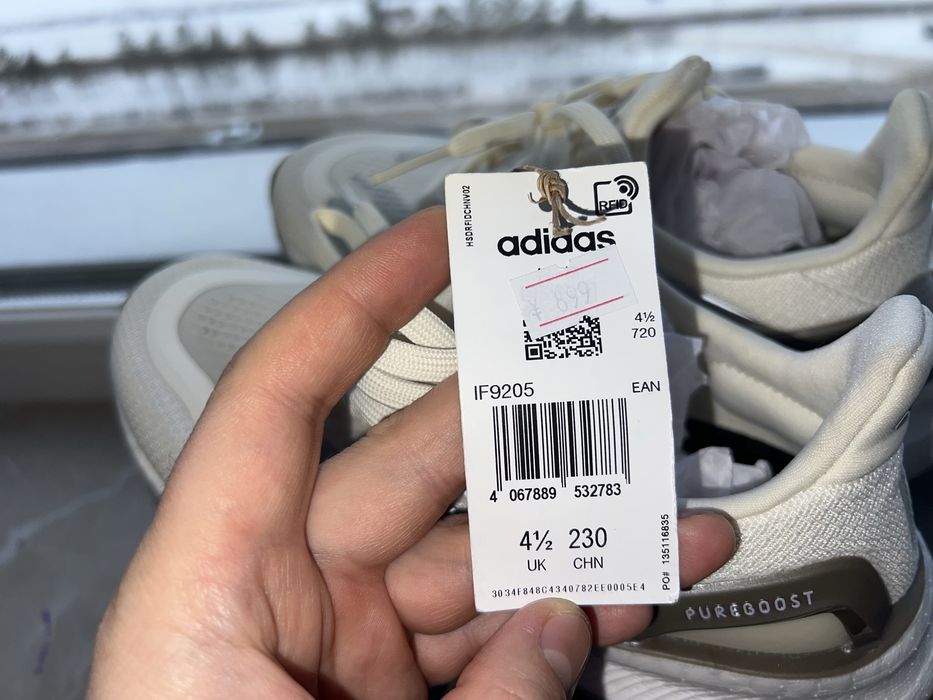 HSDRFIDCHNV02
RFID
adidas
¥ 899
4½
720
IF9205
EAN
4 067889 532783
4½ 230
UK CHN
PO# 135116835
3034F848C4340782EE0005E4
PUREBOOST